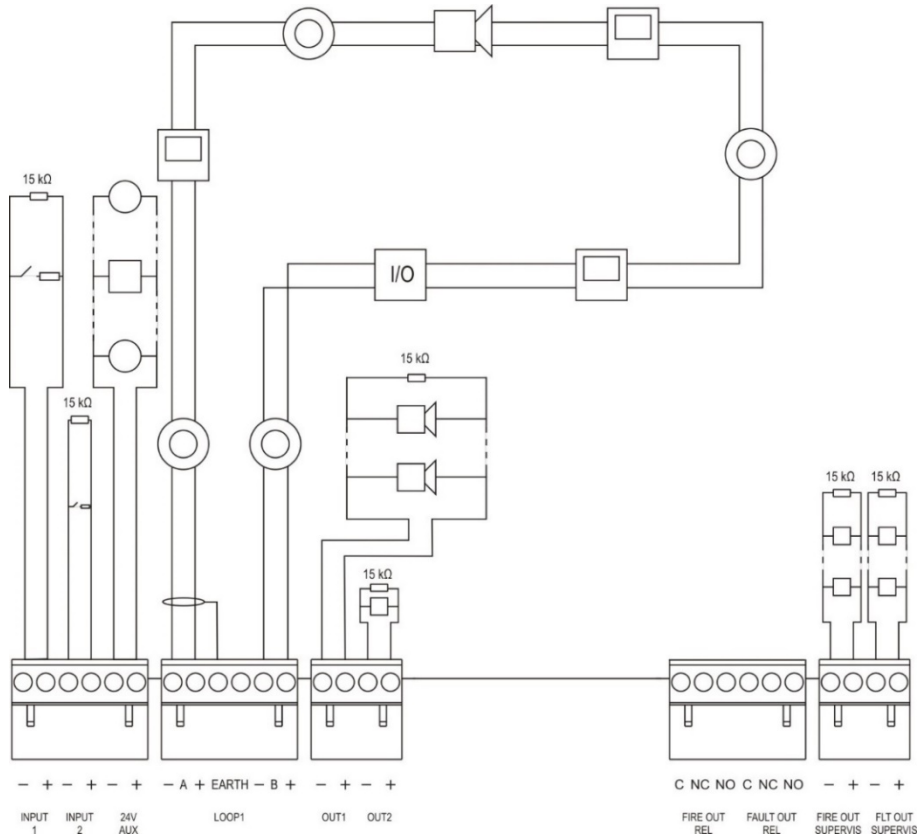 15 kΩ
I/O
15 kΩ
15 kΩ
15 kΩ 15 kΩ
15 kΩ
− + − + − + − A + EARTH − B + − + − + C NC NO C NC NO − + − +
INPUT 1
INPUT 2
24V AUX
LOOP1
OUT1
OUT2
FIRE OUT REL
FAULT OUT REL
FIRE OUT SUPERVIS
FLT OUT SUPERVIS